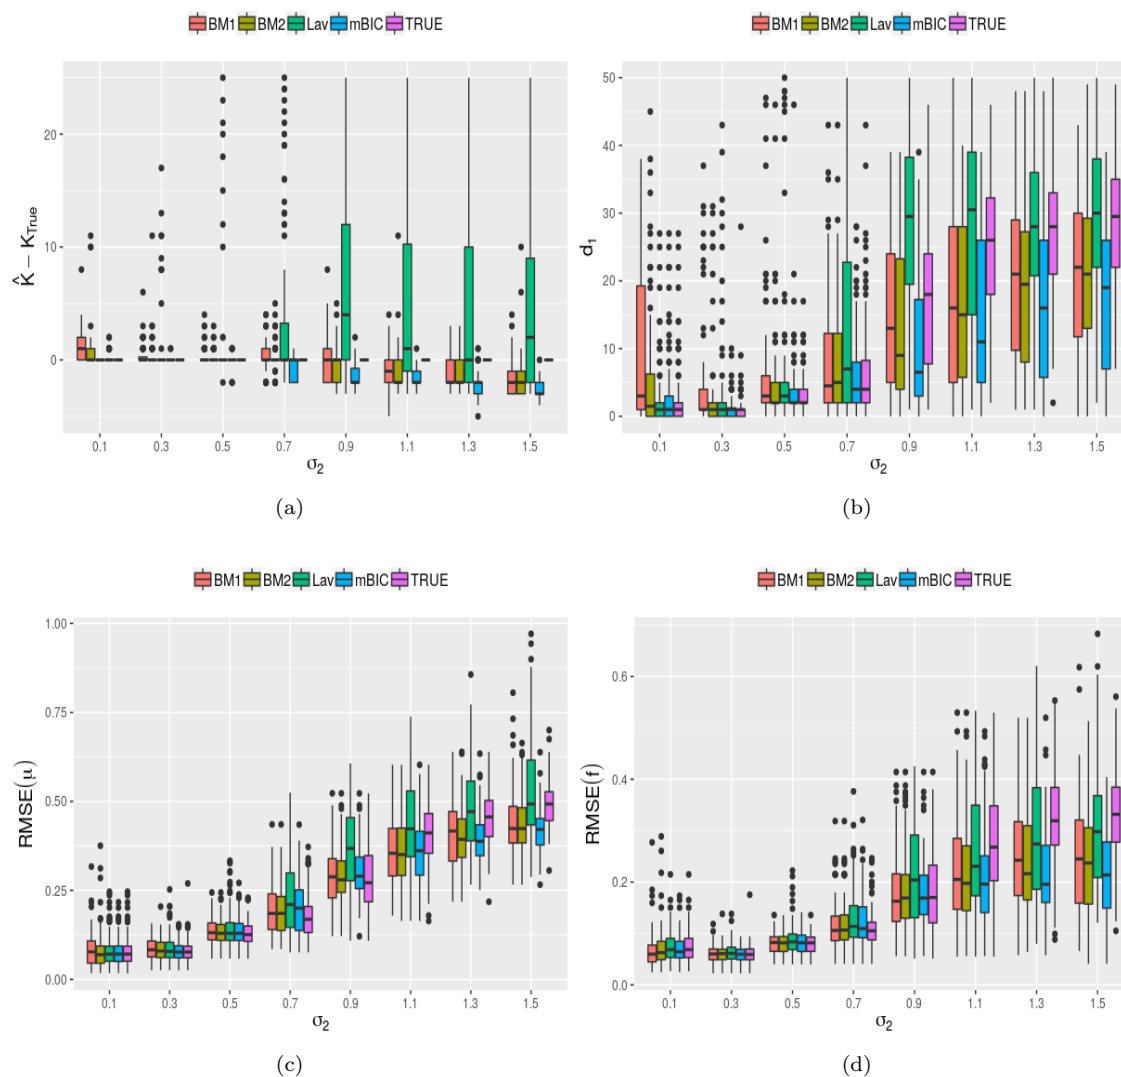 BM1 BM2 Lav mBIC TRUE
20
10
0
K̂ − K_True
0.1 0.3 0.5 0.7 0.9 1.1 1.3 1.5
σ₂
(a)
BM1 BM2 Lav mBIC TRUE
50
40
30
20
10
0
d₁
0.1 0.3 0.5 0.7 0.9 1.1 1.3 1.5
σ₂
(b)
BM1 BM2 Lav mBIC TRUE
1.00
0.75
0.50
0.25
0.00
RMSE(μ)
0.1 0.3 0.5 0.7 0.9 1.1 1.3 1.5
σ₂
(c)
BM1 BM2 Lav mBIC TRUE
0.6
0.4
0.2
0.0
RMSE(f)
0.1 0.3 0.5 0.7 0.9 1.1 1.3 1.5
σ₂
(d)